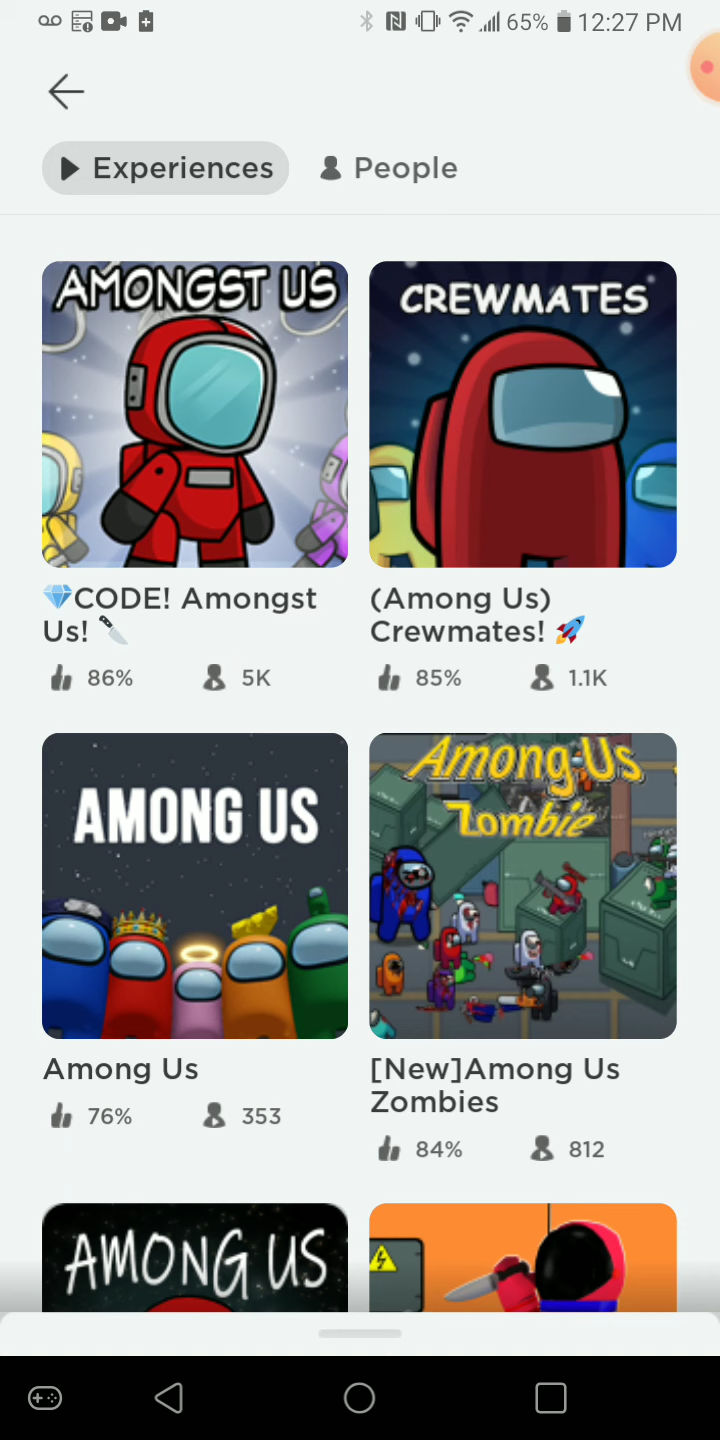 65% 12:27 PM
Experiences People
AMONGST US
CREWMATES
💎CODE! Amongst
Us! 🔪
86% 5K
(Among Us)
Crewmates! 🚀
85% 1.1K
AMONG US
Among Us
Zombie
Among Us
76% 353
[New]Among Us
Zombies
84% 812
AMONG US